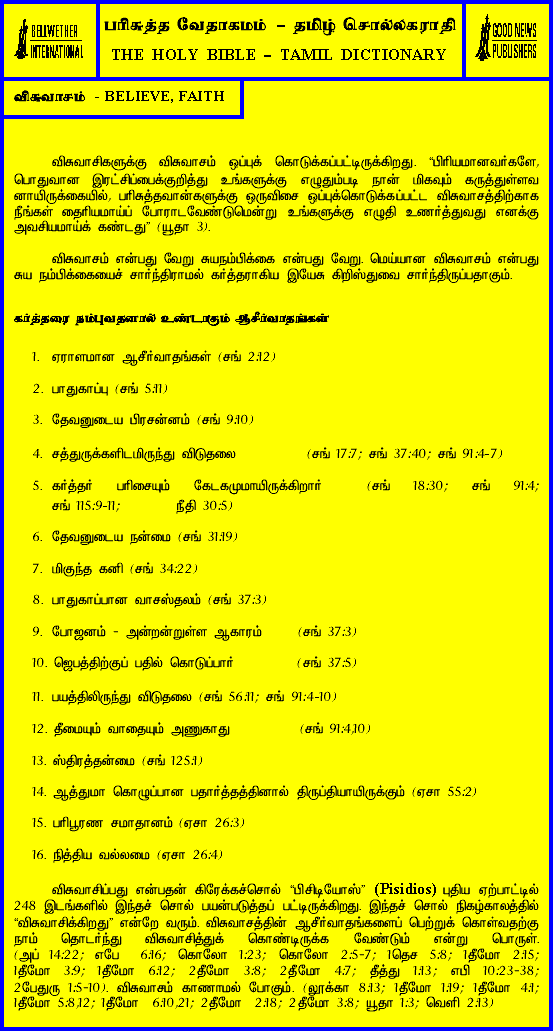 BELLWETHER INTERNATIONAL
பரிசுத்த வேதாகமம் – தமிழ் சொல்லகராதி
THE HOLY BIBLE – TAMIL DICTIONARY
GOOD NEWS PUBLISHERS
விசுவாசம் - BELIEVE, FAITH
விசுவாசிகளுக்கு விசுவாசம் ஒப்புக் கொடுக்கப்பட்டிருக்கிறது. “பிரியமானவர்களே,
பொதுவான இரட்சிப்பைக்குறித்து உங்களுக்கு எழுதும்படி நான் மிகவும் கருத்துள்ளவ
னாயிருக்கையில், பரிசுத்தவான்களுக்கு ஒருவிசை ஒப்புக்கொடுக்கப்பட்ட விசுவாசத்திற்காக
நீங்கள் தைரியமாய்ப் போராடவேண்டுமென்று உங்களுக்கு எழுதி உணர்த்துவது எனக்கு
அவசியமாய்க் கண்டது” (யூதா 3).
விசுவாசம் என்பது வேறு சுயநம்பிக்கை என்பது வேறு. மெய்யான விசுவாசம் என்பது
சுய நம்பிக்கையைச் சார்ந்திராமல் கர்த்தராகிய இயேசு கிறிஸ்துவை சார்ந்திருப்பதாகும்.
கர்த்தரை நம்புவதனால் உண்டாகும் ஆசீர்வாதங்கள்
1. ஏராளமான ஆசீர்வாதங்கள் (சங் 2:12)
2. பாதுகாப்பு (சங் 5:11)
3. தேவனுடைய பிரசன்னம் (சங் 9:10)
4. சத்துருக்களிடமிருந்து விடுதலை (சங் 17:7; சங் 37:40; சங் 91:4-7)
5. கர்த்தர் பரிசையும் கேடகமுமாயிருக்கிறார் (சங் 18:30; சங் 91:4;
சங் 115:9-11; நீதி 30:5)
6. தேவனுடைய நன்மை (சங் 31:19)
7. மிகுந்த கனி (சங் 34:22)
8. பாதுகாப்பான வாசஸ்தலம் (சங் 37:3)
9. போஜனம் - அன்றன்றுள்ள ஆகாரம் (சங் 37:3)
10. ஜெபத்திற்குப் பதில் கொடுப்பார் (சங் 37:5)
11. பயத்திலிருந்து விடுதலை (சங் 56:11; சங் 91:4-10)
12. தீமையும் வாதையும் அணுகாது (சங் 91:4,10)
13. ஸ்திரத்தன்மை (சங் 125:1)
14. ஆத்துமா கொழுப்பான பதார்த்தத்தினால் திருப்தியாயிருக்கும் (ஏசா 55:2)
15. பரிபூரண சமாதானம் (ஏசா 26:3)
16. நித்திய வல்லமை (ஏசா 26:4)
விசுவாசிப்பது என்பதன் கிரேக்கச்சொல் “பிசிடியோஸ்” (Pisidios) புதிய ஏற்பாட்டில்
248 இடங்களில் இந்தச் சொல் பயன்படுத்தப் பட்டிருக்கிறது. இந்தச் சொல் நிகழ்காலத்தில்
“விசுவாசிக்கிறது” என்றே வரும். விசுவாசத்தின் ஆசீர்வாதங்களைப் பெற்றுக் கொள்வதற்கு
நாம் தொடர்ந்து விசுவாசித்துக் கொண்டிருக்க வேண்டும் என்று பொருள்.
(அப் 14:22; எபே 6:16; கொலோ 1:23; கொலோ 2:5-7; 1தெச 5:8; 1தீமோ 2:15;
1தீமோ 3:9; 1தீமோ 6:12; 2தீமோ 3:8; 2தீமோ 4:7; தீத்து 1:13; எபி 10:23-38;
2பேதுரு 1:5-10). விசுவாசம் காணாமல் போகும். (லூக்கா 8:13; 1தீமோ 1:19; 1தீமோ 4:1;
1தீமோ 5:8,12; 1தீமோ 6:10,21; 2தீமோ 2:18; 2தீமோ 3:8; யூதா 1:3; வெளி 2:13)